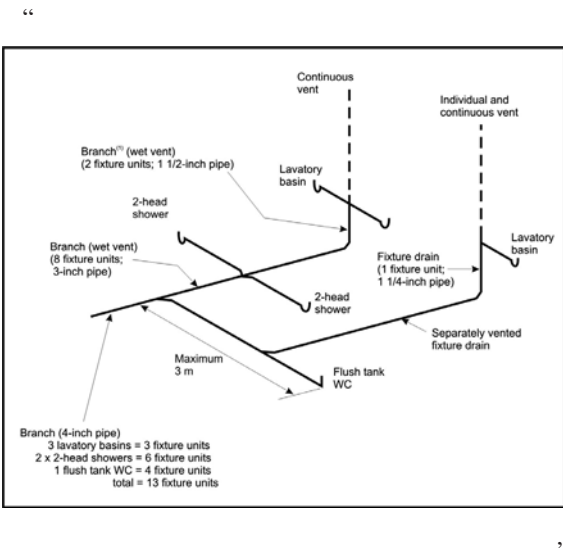 “
Continuous
vent
Individual and
continuous vent
Branch⁽¹⁾ (wet vent)
(2 fixture units; 1 1/2-inch pipe)
Lavatory
basin
2-head
shower
Branch (wet vent)
(8 fixture units;
3-inch pipe)
Fixture drain
(1 fixture unit;
1 1/4-inch pipe)
Lavatory
basin
2-head
shower
Separately vented
fixture drain
Maximum
3 m
Flush tank
WC
Branch (4-inch pipe)
3 lavatory basins = 3 fixture units
2 x 2-head showers = 6 fixture units
1 flush tank WC = 4 fixture units
total = 13 fixture units
”